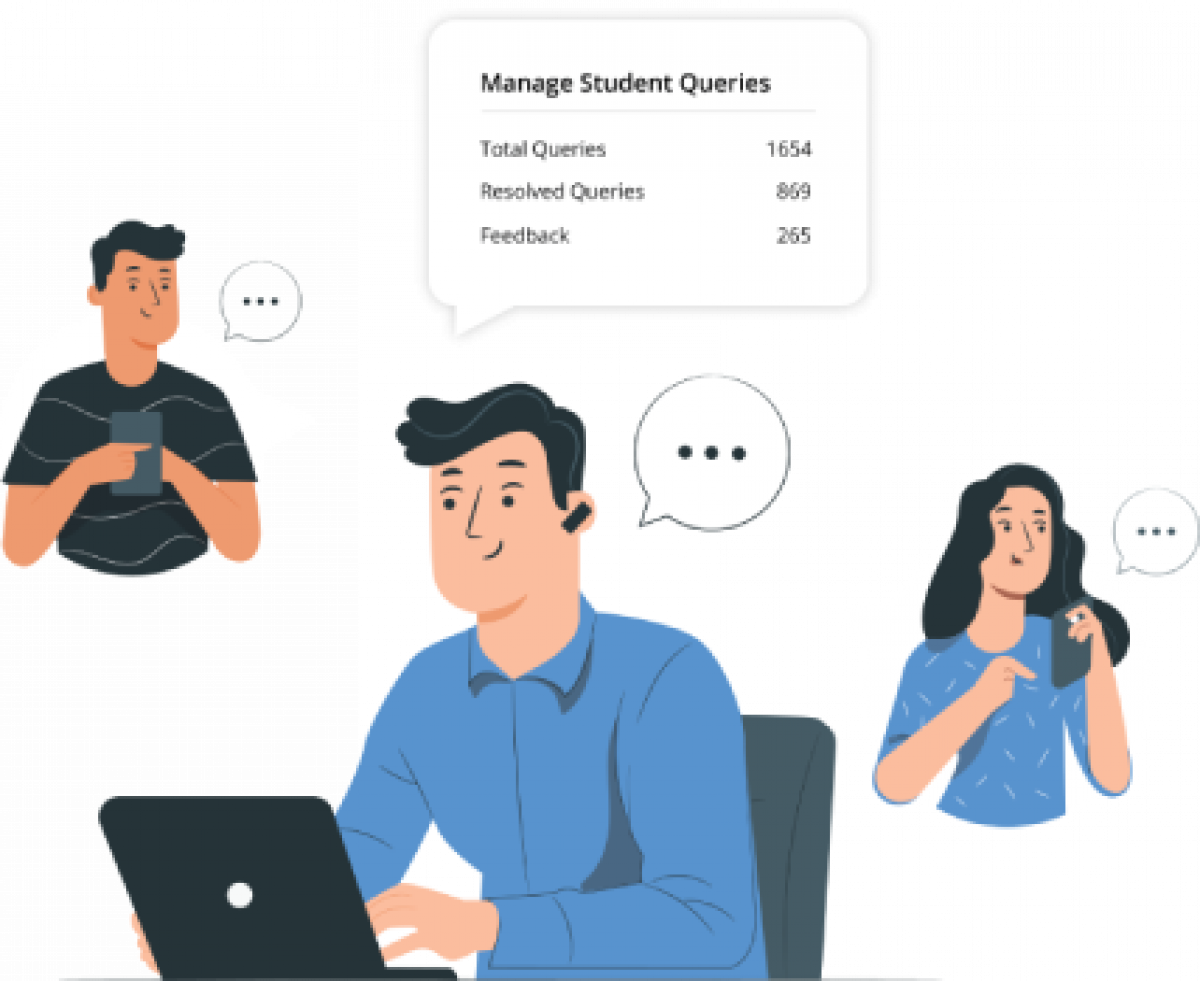 Manage Student Queries
Total Queries 1654
Resolved Queries 869
Feedback 265